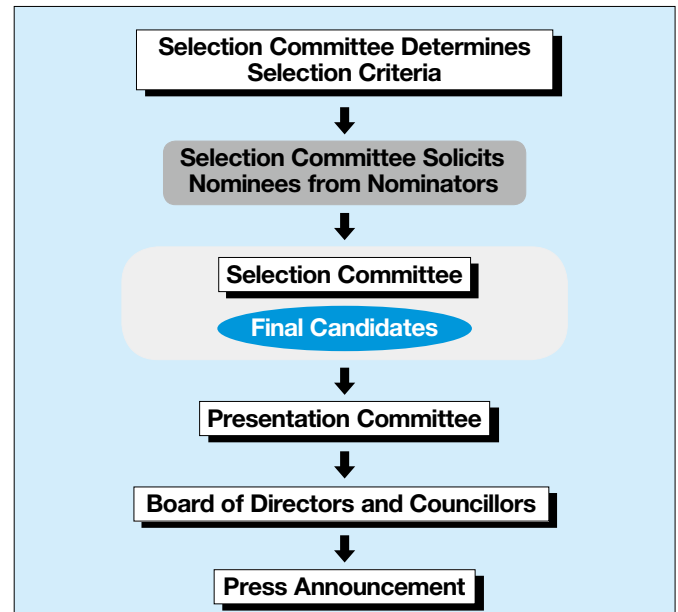 Selection Committee Determines
Selection Criteria
Selection Committee Solicits
Nominees from Nominators
Selection Committee
Final Candidates
Presentation Committee
Board of Directors and Councillors
Press Announcement